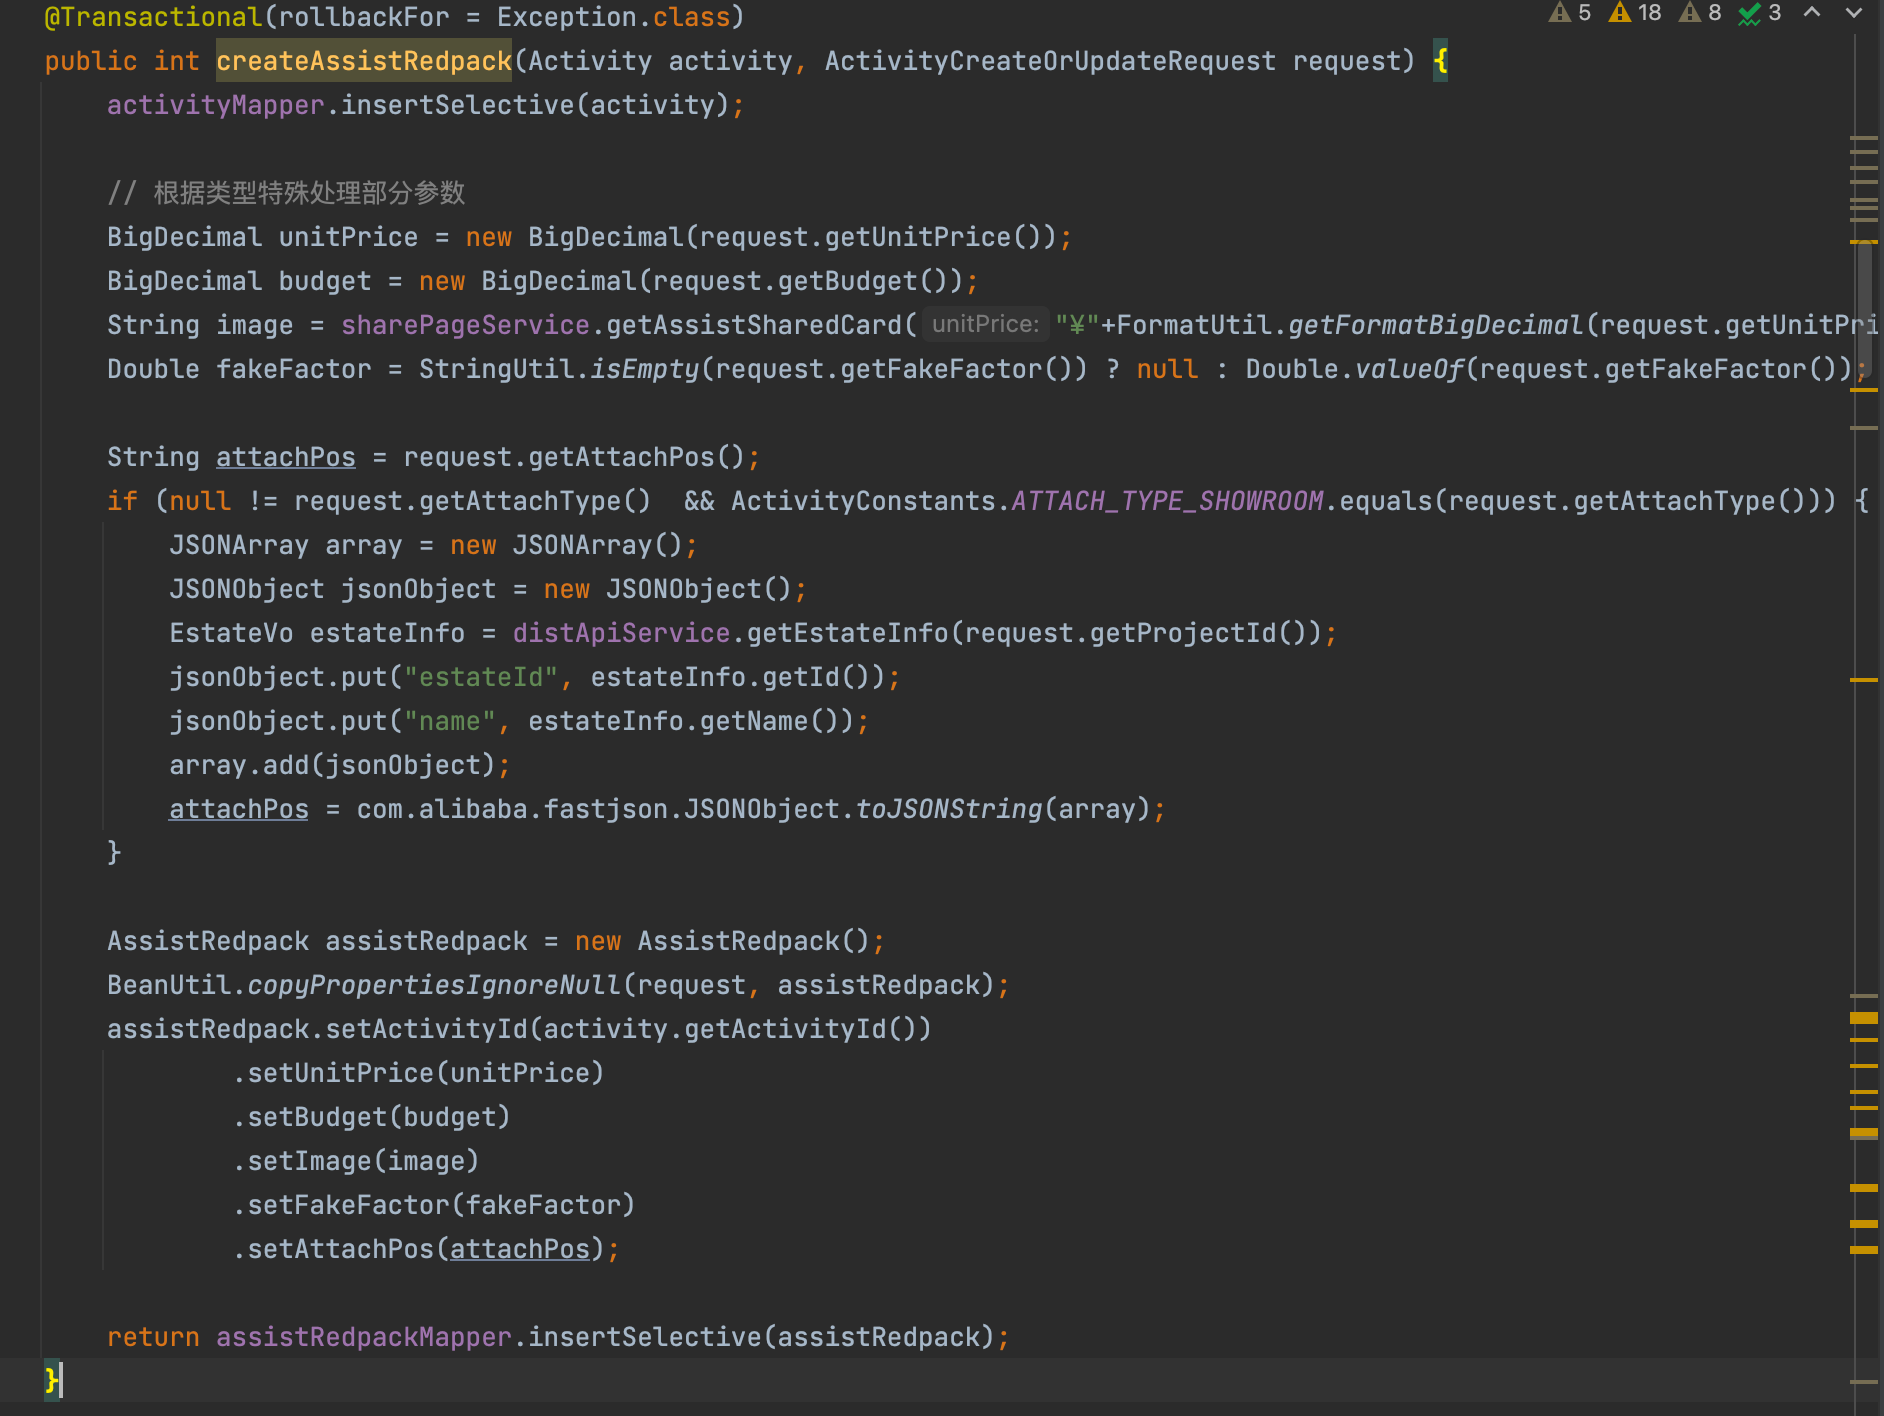 @Transactional(rollbackFor = Exception.class)
5 18 8 3
public int createAssistRedpack(Activity activity, ActivityCreateOrUpdateRequest request) {
activityMapper.insertSelective(activity);
// 根据类型特殊处理部分参数
BigDecimal unitPrice = new BigDecimal(request.getUnitPrice());
BigDecimal budget = new BigDecimal(request.getBudget());
String image = sharePageService.getAssistSharedCard( unitPrice: "¥"+FormatUtil.getFormatBigDecimal(request.getUnitPri
Double fakeFactor = StringUtil.isEmpty(request.getFakeFactor()) ? null : Double.valueOf(request.getFakeFactor());
String attachPos = request.getAttachPos();
if (null != request.getAttachType()  && ActivityConstants.ATTACH_TYPE_SHOWROOM.equals(request.getAttachType())) {
JSONArray array = new JSONArray();
JSONObject jsonObject = new JSONObject();
EstateVo estateInfo = distApiService.getEstateInfo(request.getProjectId());
jsonObject.put("estateId", estateInfo.getId());
jsonObject.put("name", estateInfo.getName());
array.add(jsonObject);
attachPos = com.alibaba.fastjson.JSONObject.toJSONString(array);
}
AssistRedpack assistRedpack = new AssistRedpack();
BeanUtil.copyPropertiesIgnoreNull(request, assistRedpack);
assistRedpack.setActivityId(activity.getActivityId())
.setUnitPrice(unitPrice)
.setBudget(budget)
.setImage(image)
.setFakeFactor(fakeFactor)
.setAttachPos(attachPos);
return assistRedpackMapper.insertSelective(assistRedpack);
}